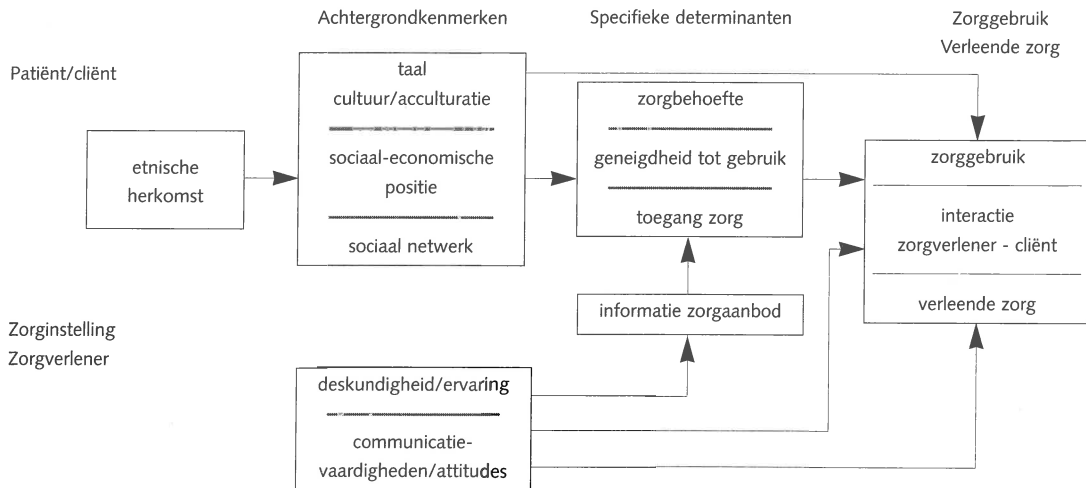 Achtergrondkenmerken
Specifieke determinanten
Zorggebruik
Verleende zorg
Patiënt/cliënt
etnische
herkomst
taal
cultuur/acculturatie
sociaal-economische
positie
sociaal netwerk
zorgbehoefte
geneigdheid tot gebruik
toegang zorg
zorggebruik
interactie
zorgverlener - cliënt
verleende zorg
informatie zorgaanbod
Zorginstelling
Zorgverlener
deskundigheid/ervaring
communicatie-
vaardigheden/attitudes